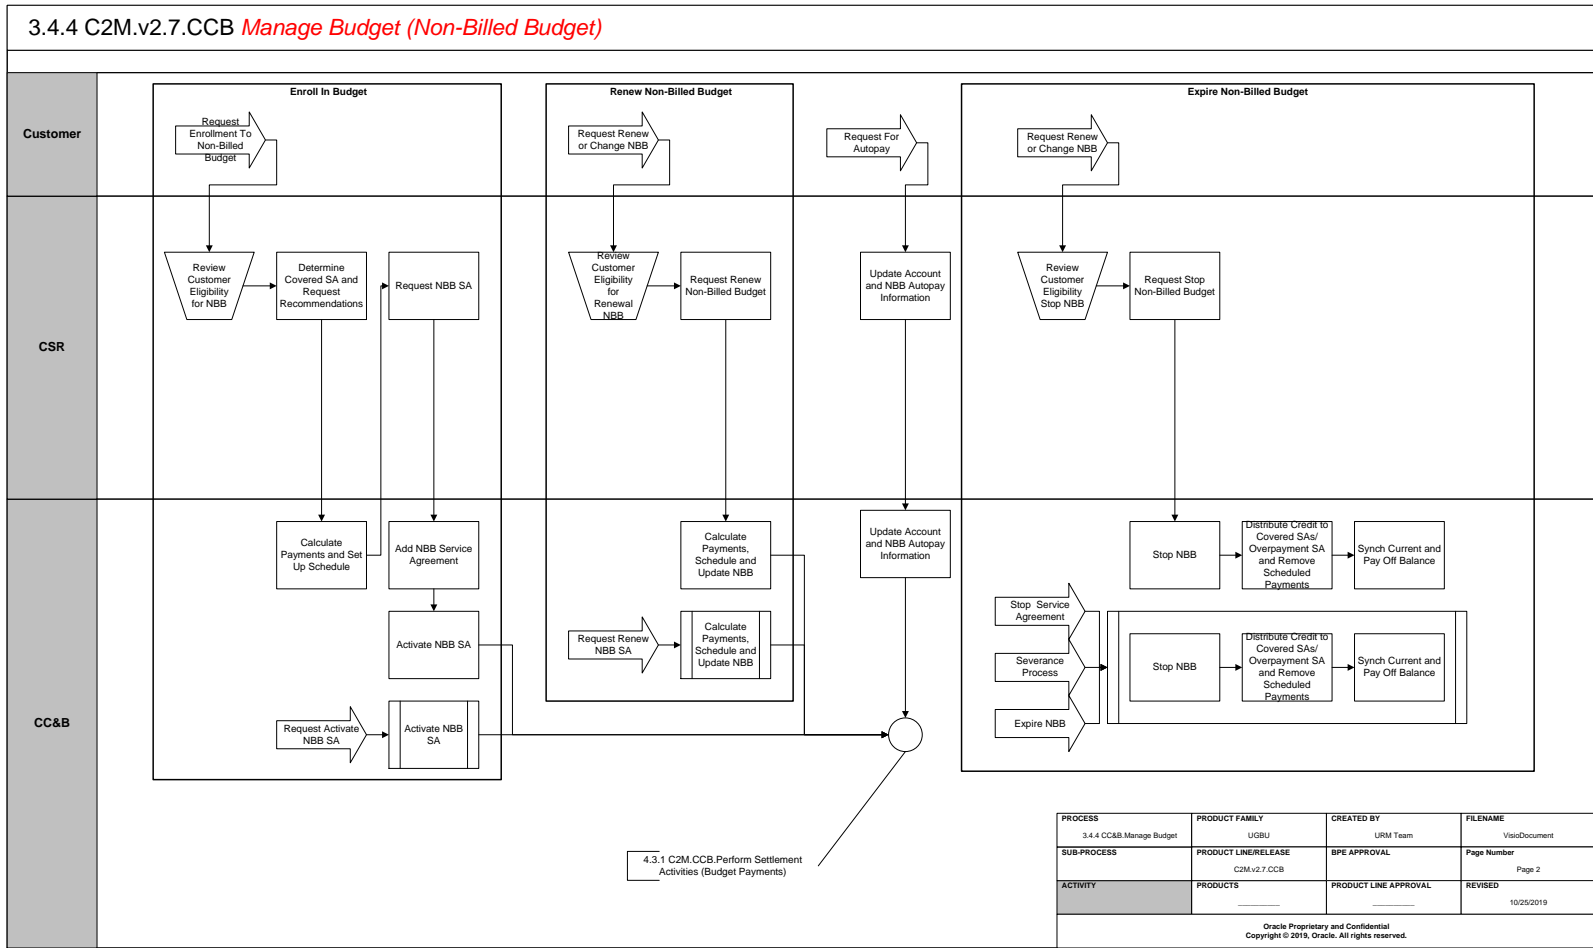 3.4.4 C2M.v2.7.CCB Manage Budget (Non-Billed Budget)
Customer
CSR
CC&B
Enroll In Budget
Request
Enrollment To
Non-Billed
Budget
Review
Customer
Eligibility
for NBB
Determine
Covered SA and
Request
Recommendations
Request NBB SA
Calculate
Payments and Set
Up Schedule
Add NBB Service
Agreement
Activate NBB SA
Request Activate
NBB SA
Activate NBB
SA
Renew Non-Billed Budget
Request Renew
or Change NBB
Review
Customer
Eligibility
for
Renewal
NBB
Request Renew
Non-Billed Budget
Calculate
Payments,
Schedule and
Update NBB
Request Renew
NBB SA
Calculate
Payments,
Schedule and
Update NBB
Request For
Autopay
Update Account
and NBB Autopay
Information
Update Account
and NBB Autopay
Information
Expire Non-Billed Budget
Request Renew
or Change NBB
Review
Customer
Eligibility
Stop NBB
Request Stop
Non-Billed Budget
Stop NBB
Distribute Credit to
Covered SAs/
Overpayment SA
and Remove
Scheduled
Payments
Synch Current and
Pay Off Balance
Stop Service
Agreement
Severance
Process
Expire NBB
Stop NBB
Distribute Credit to
Covered SAs/
Overpayment SA
and Remove
Scheduled
Payments
Synch Current and
Pay Off Balance
4.3.1 C2M.CCB.Perform Settlement
Activities (Budget Payments)
PROCESS
3.4.4 CC&B.Manage Budget
PRODUCT FAMILY
UGBU
CREATED BY
URM Team
FILENAME
VisioDocument
SUB-PROCESS
PRODUCT LINE/RELEASE
C2M.v2.7.CCB
BPE APPROVAL
Page Number
Page 2
ACTIVITY
PRODUCTS
___________
PRODUCT LINE APPROVAL
___________
REVISED
10/25/2019
Oracle Proprietary and Confidential
Copyright © 2019, Oracle. All rights reserved.